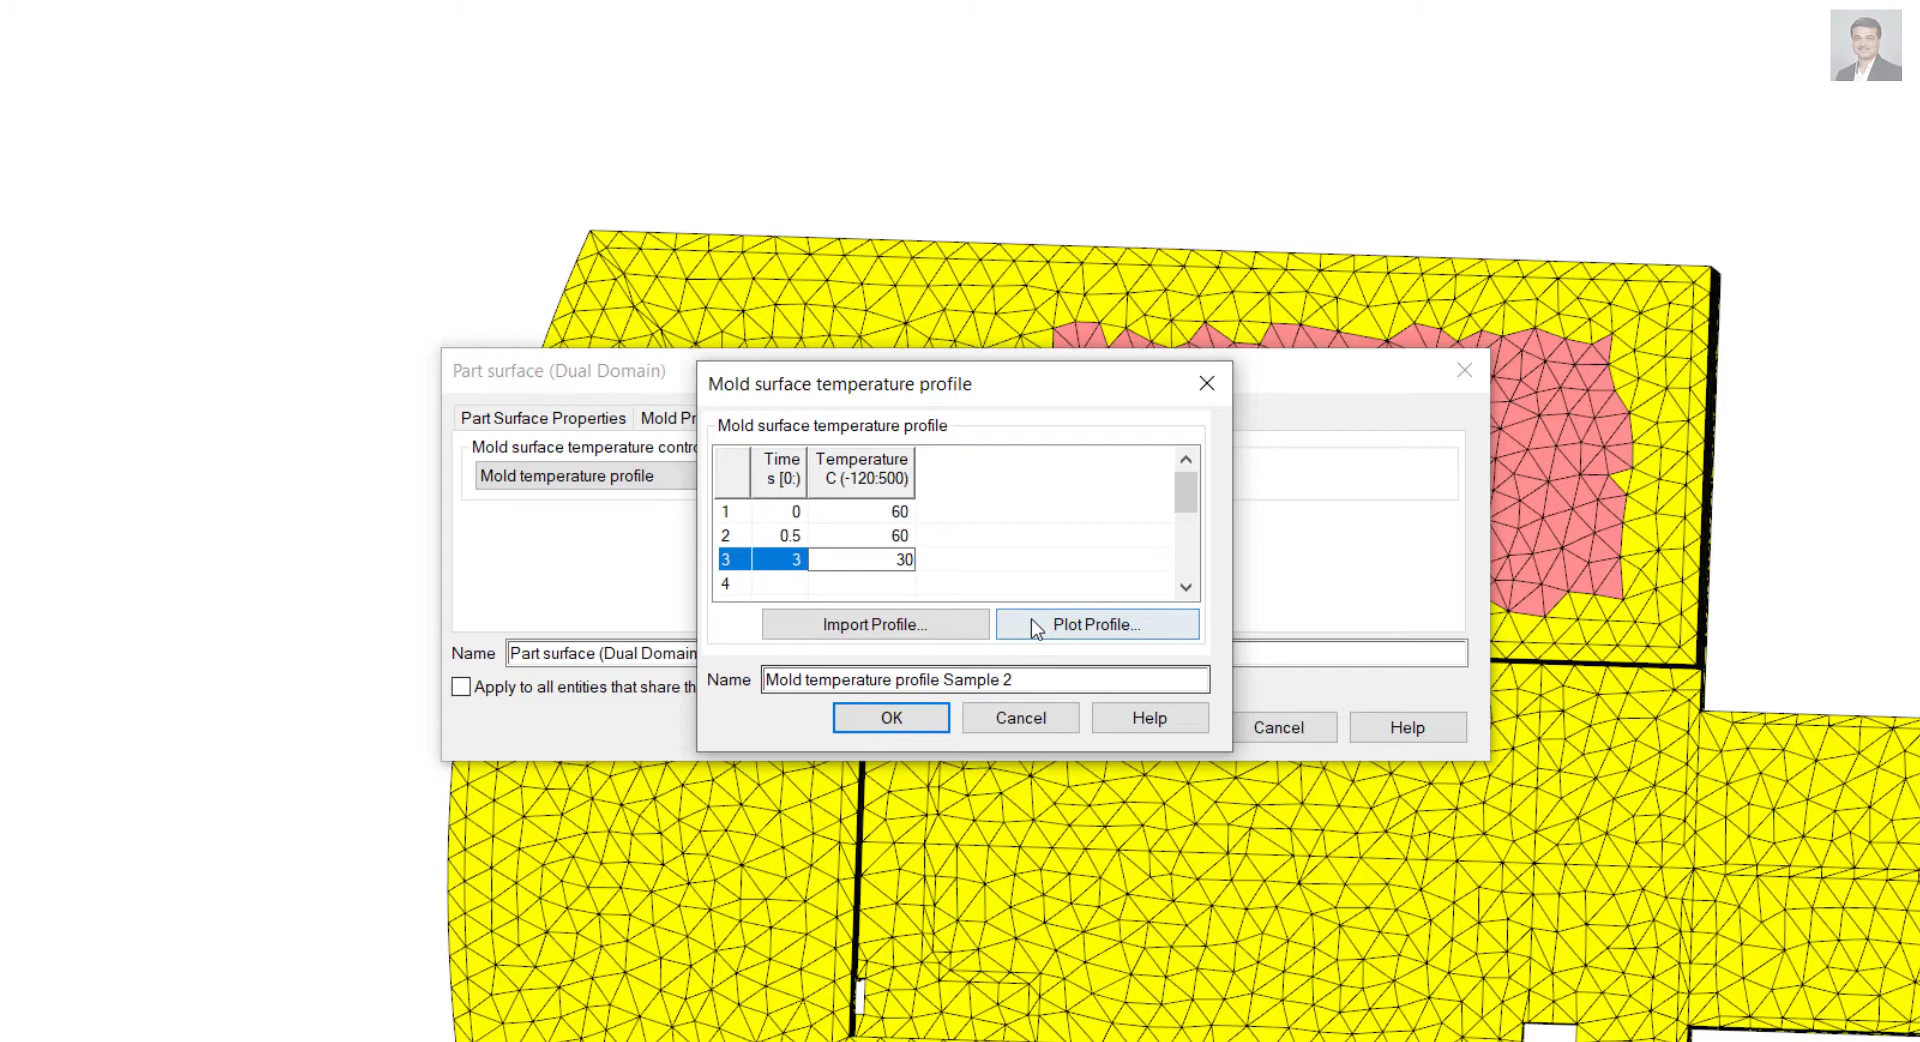 Part surface (Dual Domain)
Part Surface Properties
Mold Pr
Mold surface temperature contro
Mold temperature profile
Name
Part surface (Dual Domain
Apply to all entities that share th
Cancel
Help
Mold surface temperature profile
Mold surface temperature profile
Time
s [0:)
Temperature
C (-120:500)
1 0 60
2 0.5 60
3 3 30
4
Import Profile...
Plot Profile...
Name
Mold temperature profile Sample 2
OK
Cancel
Help